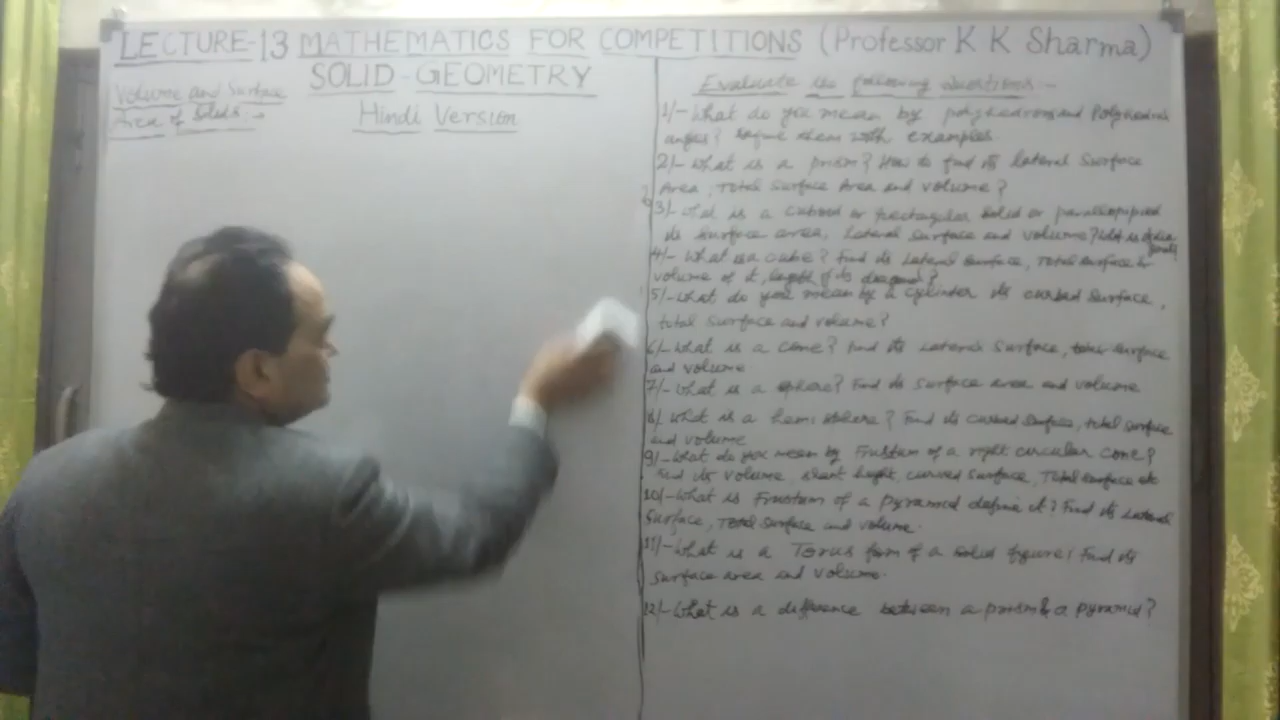 LECTURE-13 MATHEMATICS FOR COMPETITIONS (Professor K K Sharma)
SOLID GEOMETRY
Hindi Version
Volume and Surface
Area of Solids:-
Evaluate the following questions:-
1/- What do you mean by polyhedrons and Polyhedral
angles? them with examples
2/- What is a prism? How to find its lateral Surface
Area, Total Surface Area and volume?
3/- What is a cuboid or rectangular solid or parallelopiped
its surface area, Lateral surface and volume? What is
4/- What is a cube? Find its Lateral Surface, Total surface &
volume of it, length of its diagonal?
5/- What do you mean by a cylinder its curved surface,
total surface and volume?
6/- What is a Cone? Find its Lateral Surface, total surface
and volume
7/- What is a sphere? Find its surface area and volume
8/. What is a hemisphere? Find its curved surface, total surface
and volume
9/- What do you mean by Frustum of a right circular cone?
Find its volume, slant height, curved surface, Total surface etc
10/- What is Frustum of a pyramid define it? Find its Lateral
Surface, Total Surface and volume.
11/- What is a Torus form of a solid figure! Find its
surface area and volume.
12/- What is a difference between a prism & a pyramid?